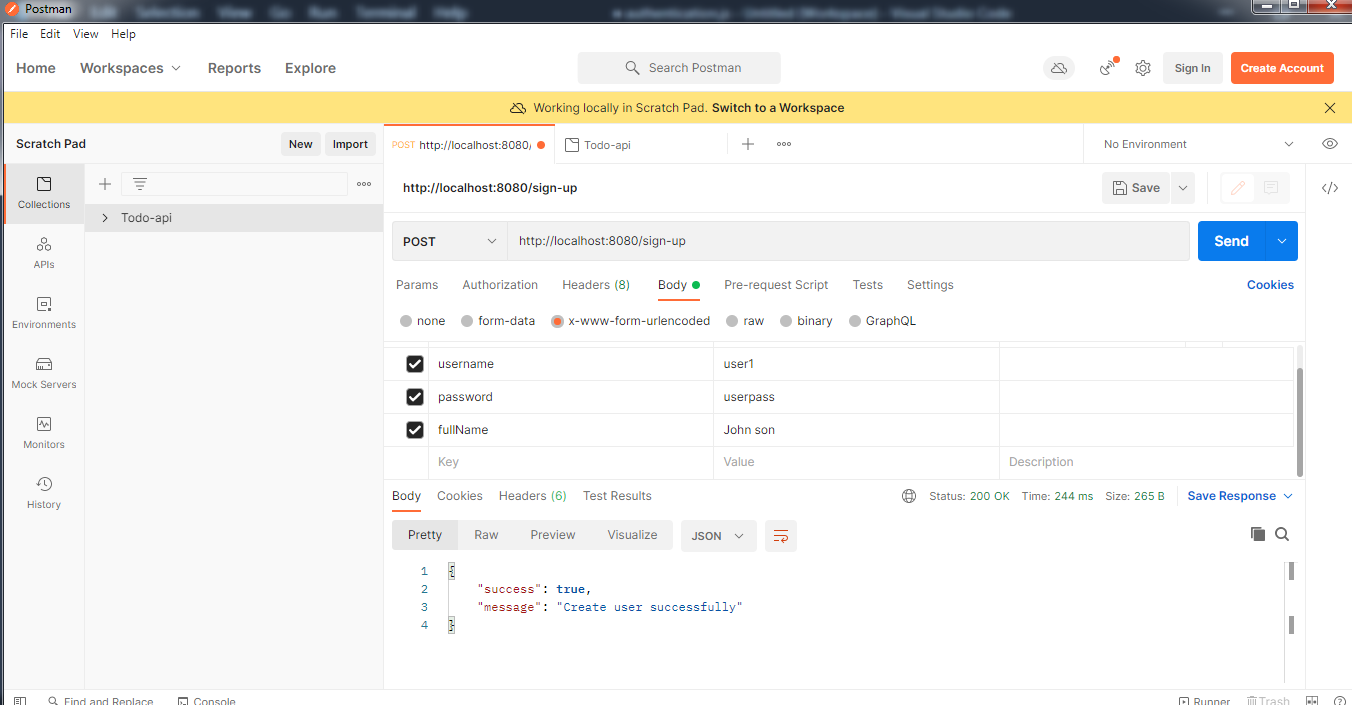 Postman
File Edit View Help
Home Workspaces Reports Explore Search Postman Sign In Create Account
Working locally in Scratch Pad. Switch to a Workspace
Scratch Pad New Import POST http://localhost:8080/ Todo-api No Environment
Collections
Todo-api
http://localhost:8080/sign-up Save
POST http://localhost:8080/sign-up Send
APIs
Params Authorization Headers (8) Body Pre-request Script Tests Settings Cookies
Environments
none form-data x-www-form-urlencoded raw binary GraphQL
Mock Servers
username user1
password userpass
Monitors
fullName John son
Key Value Description
History
Body Cookies Headers (6) Test Results Status: 200 OK Time: 244 ms Size: 265 B Save Response
Pretty Raw Preview Visualize JSON
1 {
2 "success": true,
3 "message": "Create user successfully"
4 }
Find and Replace Console Runner Trash